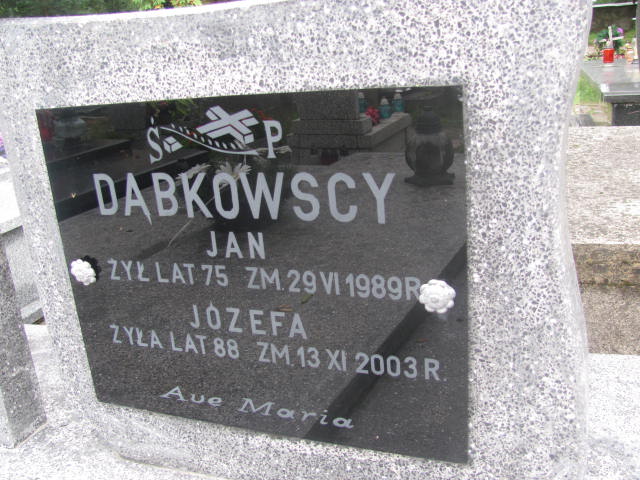 Ś P
DĄBKOWSCY
JAN
ŻYŁ LAT 75 ZM. 29 VI 1989 R.
JÓZEFA
ŻYŁA LAT 88 ZM. 13 XI 2003 R.
Ave Maria